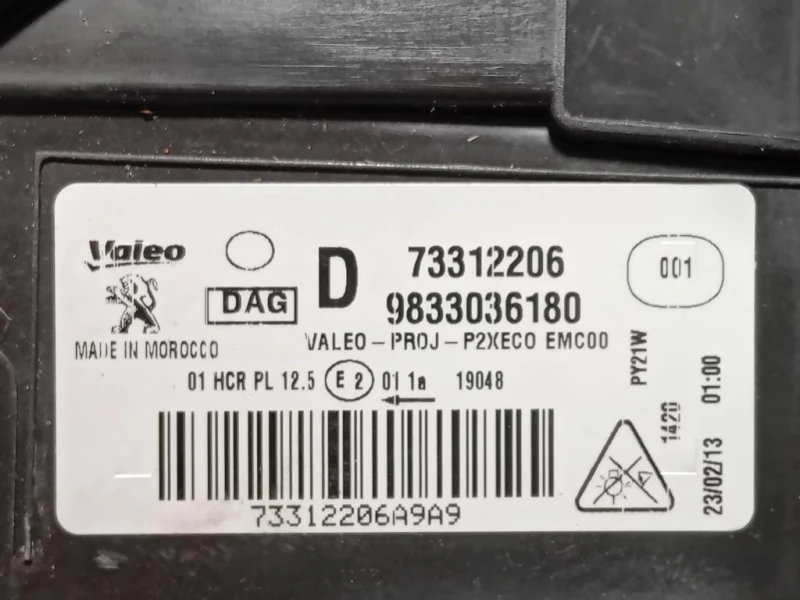 Valeo
D
73312206
001
DAG
9833036180
MADE IN MOROCCO
VALEO-PROJ-P2XECO EMC00
01 HCR PL 12.5 E 2 01 1a 19048
PY21W
1420
23/02/13 01:00
73312206A9A9